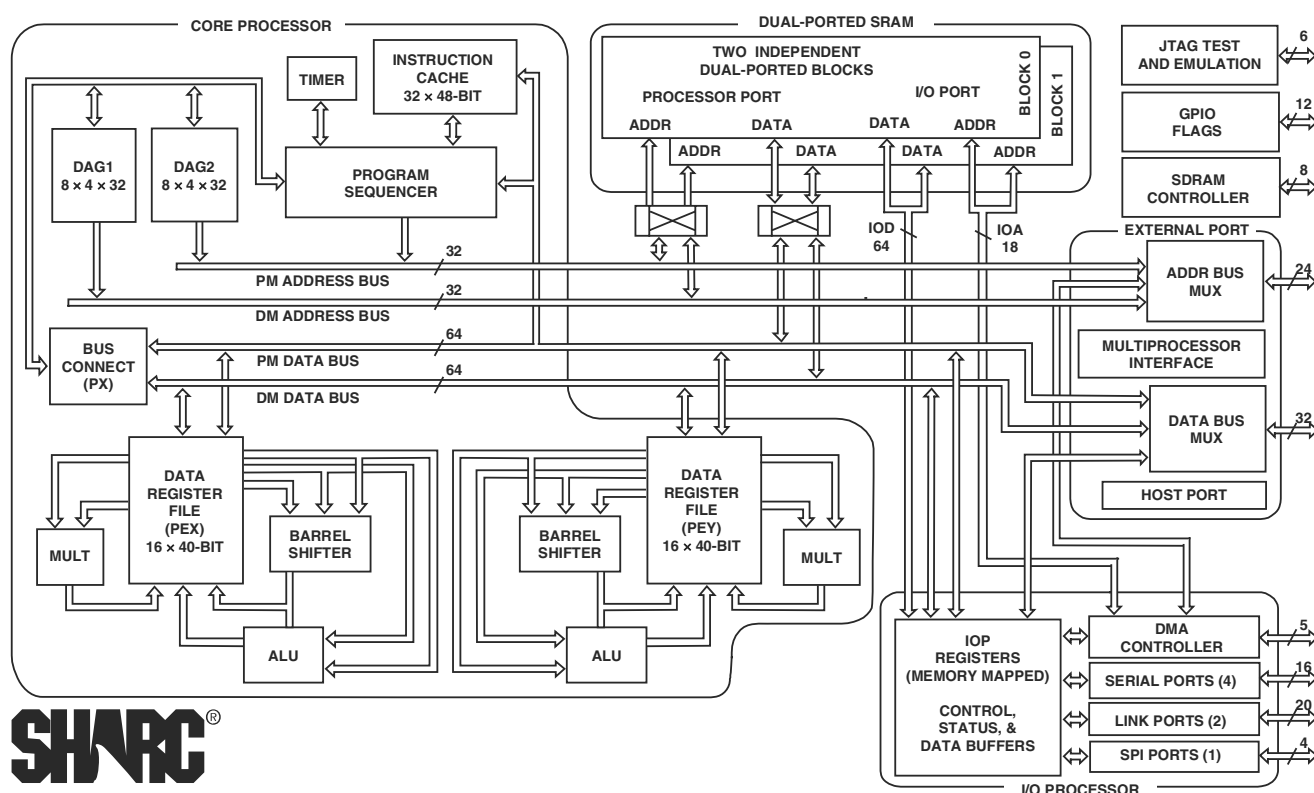 CORE PROCESSOR
TIMER
INSTRUCTION
CACHE
32 × 48-BIT
DAG1
8 × 4 × 32
DAG2
8 × 4 × 32
PROGRAM
SEQUENCER
DUAL-PORTED SRAM
TWO INDEPENDENT
DUAL-PORTED BLOCKS
PROCESSOR PORT
I/O PORT
BLOCK 0
BLOCK 1
ADDR
DATA
DATA
ADDR
ADDR
DATA
DATA
ADDR
IOD
64
IOA
18
JTAG TEST
AND EMULATION
6
GPIO
FLAGS
12
SDRAM
CONTROLLER
8
EXTERNAL PORT
ADDR BUS
MUX
24
MULTIPROCESSOR
INTERFACE
DATA BUS
MUX
32
HOST PORT
32
PM ADDRESS BUS
32
DM ADDRESS BUS
BUS
CONNECT
(PX)
64
PM DATA BUS
64
DM DATA BUS
MULT
DATA
REGISTER
FILE
(PEX)
16 × 40-BIT
BARREL
SHIFTER
ALU
BARREL
SHIFTER
DATA
REGISTER
FILE
(PEY)
16 × 40-BIT
MULT
ALU
IOP
REGISTERS
(MEMORY MAPPED)
CONTROL,
STATUS, &
DATA BUFFERS
DMA
CONTROLLER
5
SERIAL PORTS (4)
16
LINK PORTS (2)
20
SPI PORTS (1)
4
I/O PROCESSOR
SHARC®